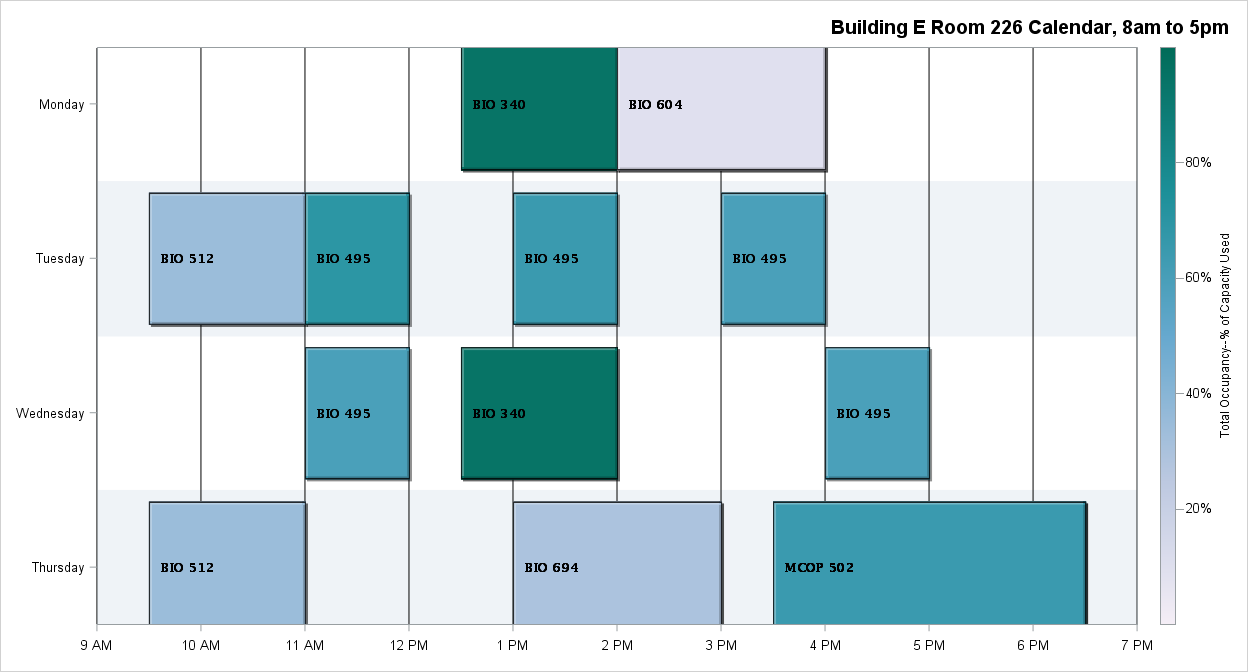 Building E Room 226 Calendar, 8am to 5pm
Monday
BIO 340
BIO 604
Tuesday
BIO 512
BIO 495
BIO 495
BIO 495
Wednesday
BIO 495
BIO 340
BIO 495
Thursday
BIO 512
BIO 694
MCOP 502
9 AM
10 AM
11 AM
12 PM
1 PM
2 PM
3 PM
4 PM
5 PM
6 PM
7 PM
80%
60%
40%
20%
Total Occupancy--% of Capacity Used